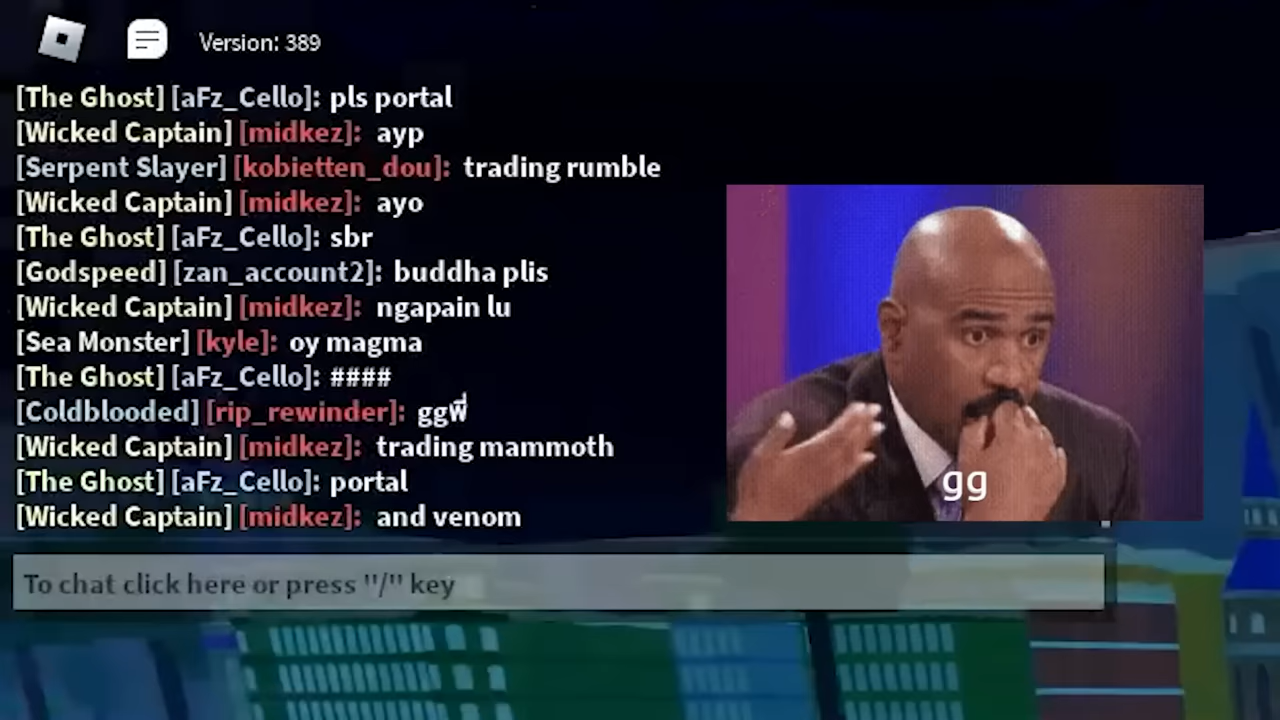 Version: 389
[The Ghost] [aFz_Cello]: pls portal
[Wicked Captain] [midkez]: ayp
[Serpent Slayer] [kobietten_dou]: trading rumble
[Wicked Captain] [midkez]: ayo
[The Ghost] [aFz_Cello]: sbr
[Godspeed] [zan_account2]: buddha plis
[Wicked Captain] [midkez]: ngapain lu
[Sea Monster] [kyle]: oy magma
[The Ghost] [aFz_Cello]: ####
[Coldblooded] [rip_rewinder]: ggพี่
[Wicked Captain] [midkez]: trading mammoth
[The Ghost] [aFz_Cello]: portal
[Wicked Captain] [midkez]: and venom
gg
To chat click here or press "/" key